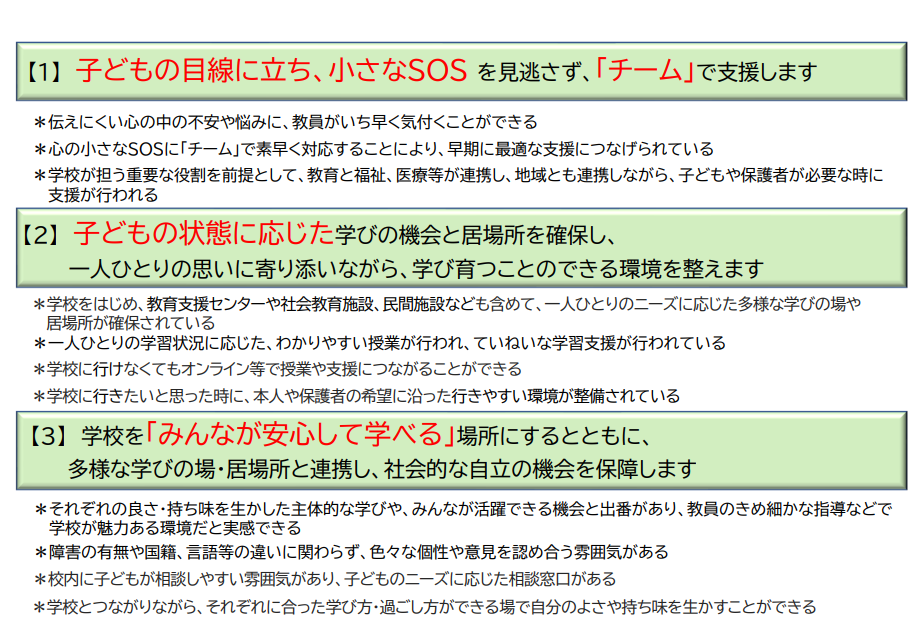 【1】 子どもの目線に立ち、小さなSOS を見逃さず、「チーム」で支援します
＊伝えにくい心の中の不安や悩みに、教員がいち早く気付くことができる
＊心の小さなSOSに「チーム」で素早く対応することにより、早期に最適な支援につなげられている
＊学校が担う重要な役割を前提として、教育と福祉、医療等が連携し、地域とも連携しながら、子どもや保護者が必要な時に
支援が行われる
【2】 子どもの状態に応じた学びの機会と居場所を確保し、
一人ひとりの思いに寄り添いながら、学び育つことのできる環境を整えます
＊学校をはじめ、教育支援センターや社会教育施設、民間施設なども含めて、一人ひとりのニーズに応じた多様な学びの場や
居場所が確保されている
＊一人ひとりの学習状況に応じた、わかりやすい授業が行われ、ていねいな学習支援が行われている
＊学校に行けなくてもオンライン等で授業や支援につながることができる
＊学校に行きたいと思った時に、本人や保護者の希望に沿った行きやすい環境が整備されている
【3】 学校を「みんなが安心して学べる」場所にするとともに、
多様な学びの場・居場所と連携し、社会的な自立の機会を保障します
＊それぞれの良さ・持ち味を生かした主体的な学びや、みんなが活躍できる機会と出番があり、教員のきめ細かな指導などで
学校が魅力ある環境だと実感できる
＊障害の有無や国籍、言語等の違いに関わらず、色々な個性や意見を認め合う雰囲気がある
＊校内に子どもが相談しやすい雰囲気があり、子どものニーズに応じた相談窓口がある
＊学校とつながりながら、それぞれに合った学び方・過ごし方ができる場で自分のよさや持ち味を生かすことができる